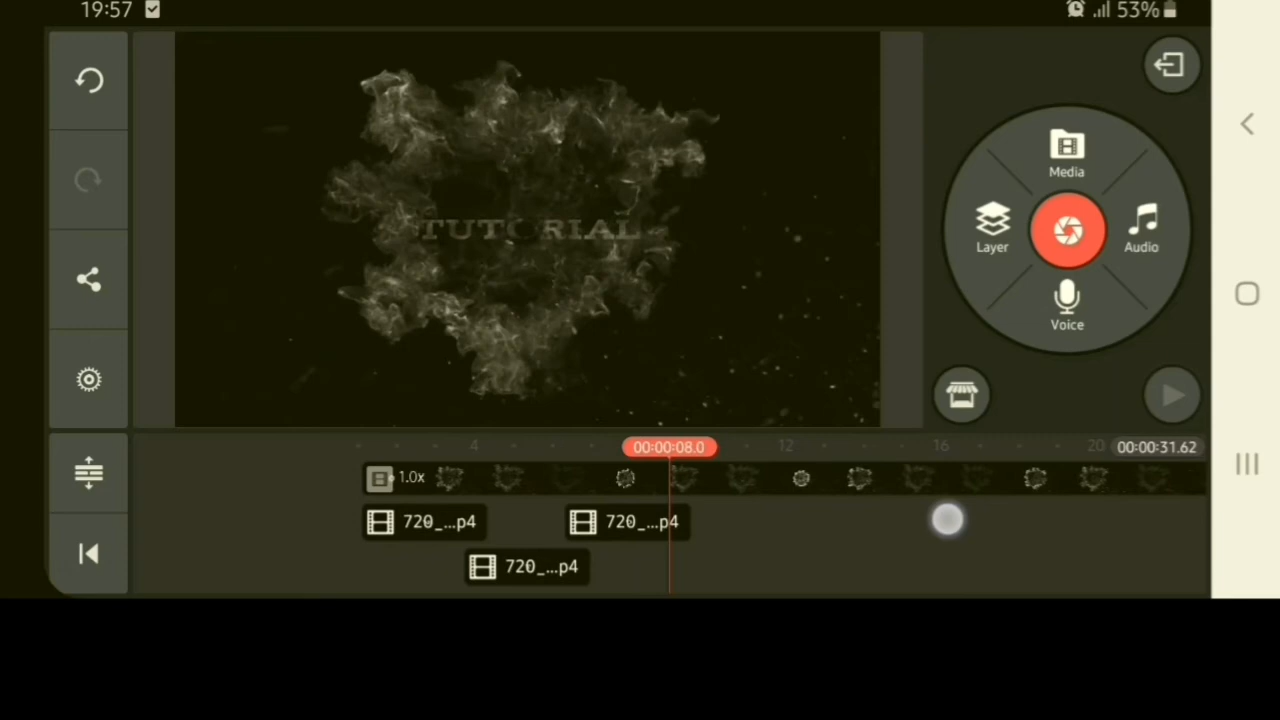 19:57
53%
Media
Layer
Audio
Voice
TUTORIAL
4
00:00:08.0
12
16
20
00:00:31.62
1.0x
720_...p4
720_...p4
720_...p4